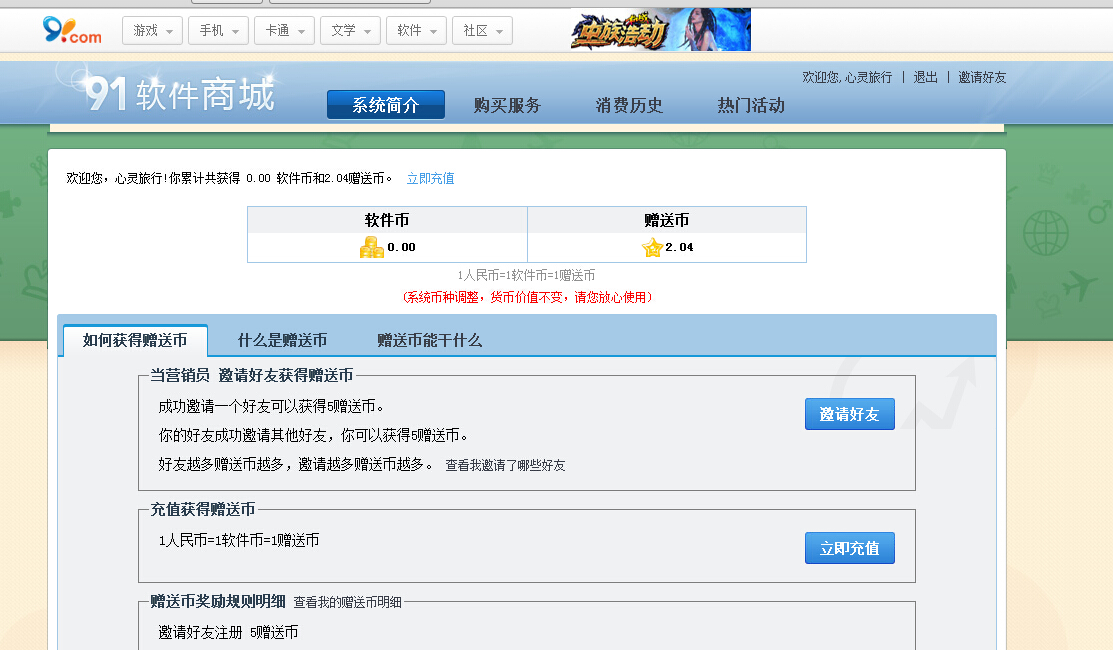 91.com 游戏 手机 卡通 文学 软件 社区 虫族浩劫
欢迎您, 心灵旅行 | 退出 | 邀请好友
91软件商城 系统简介 购买服务 消费历史 热门活动
欢迎您，心灵旅行!你累计共获得 0.00 软件币和2.04赠送币。 立即充值
软件币 赠送币
0.00 2.04
1人民币=1软件币=1赠送币
(系统币种调整，货币价值不变，请您放心使用)
如何获得赠送币 什么是赠送币 赠送币能干什么
当营销员 邀请好友获得赠送币
成功邀请一个好友可以获得5赠送币。
邀请好友
你的好友成功邀请其他好友，你可以获得5赠送币。
好友越多赠送币越多，邀请越多赠送币越多。 查看我邀请了哪些好友
充值获得赠送币
1人民币=1软件币=1赠送币
立即充值
赠送币奖励规则明细 查看我的赠送币明细
邀请好友注册 5赠送币